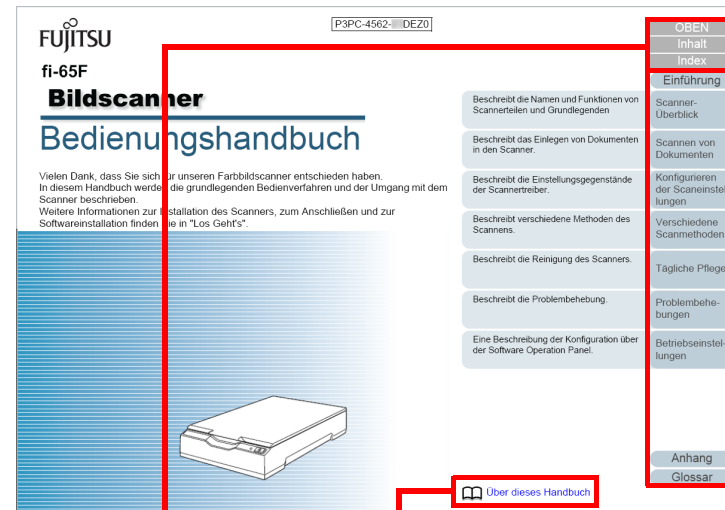 FUJITSU
P3PC-4562- DEZ0
fi-65F
Bildscanner
Bedienungshandbuch
Vielen Dank, dass Sie sich für unseren Farbbildscanner entschieden haben.
In diesem Handbuch werden die grundlegenden Bedienverfahren und der Umgang mit dem
Scanner beschrieben.
Weitere Informationen zur Installation des Scanners, zum Anschließen und zur
Softwareinstallation finden Sie in "Los Geht's".
OBEN
Inhalt
Index
Einführung
Beschreibt die Namen und Funktionen von
Scannerteilen und Grundlegenden
Scanner-
Überblick
Beschreibt das Einlegen von Dokumenten
in den Scanner.
Scannen von
Dokumenten
Beschreibt die Einstellungsgegenstände
der Scannertreiber.
Konfigurieren
der Scaneinstel
lungen
Beschreibt verschiedene Methoden des
Scannens.
Verschiedene
Scanmethoden
Beschreibt die Reinigung des Scanners.
Tägliche Pflege
Beschreibt die Problembehebung.
Problembehe-
bungen
Eine Beschreibung der Konfiguration über
der Software Operation Panel.
Betriebseinstel-
lungen
Anhang
Glossar
Über dieses Handbuch